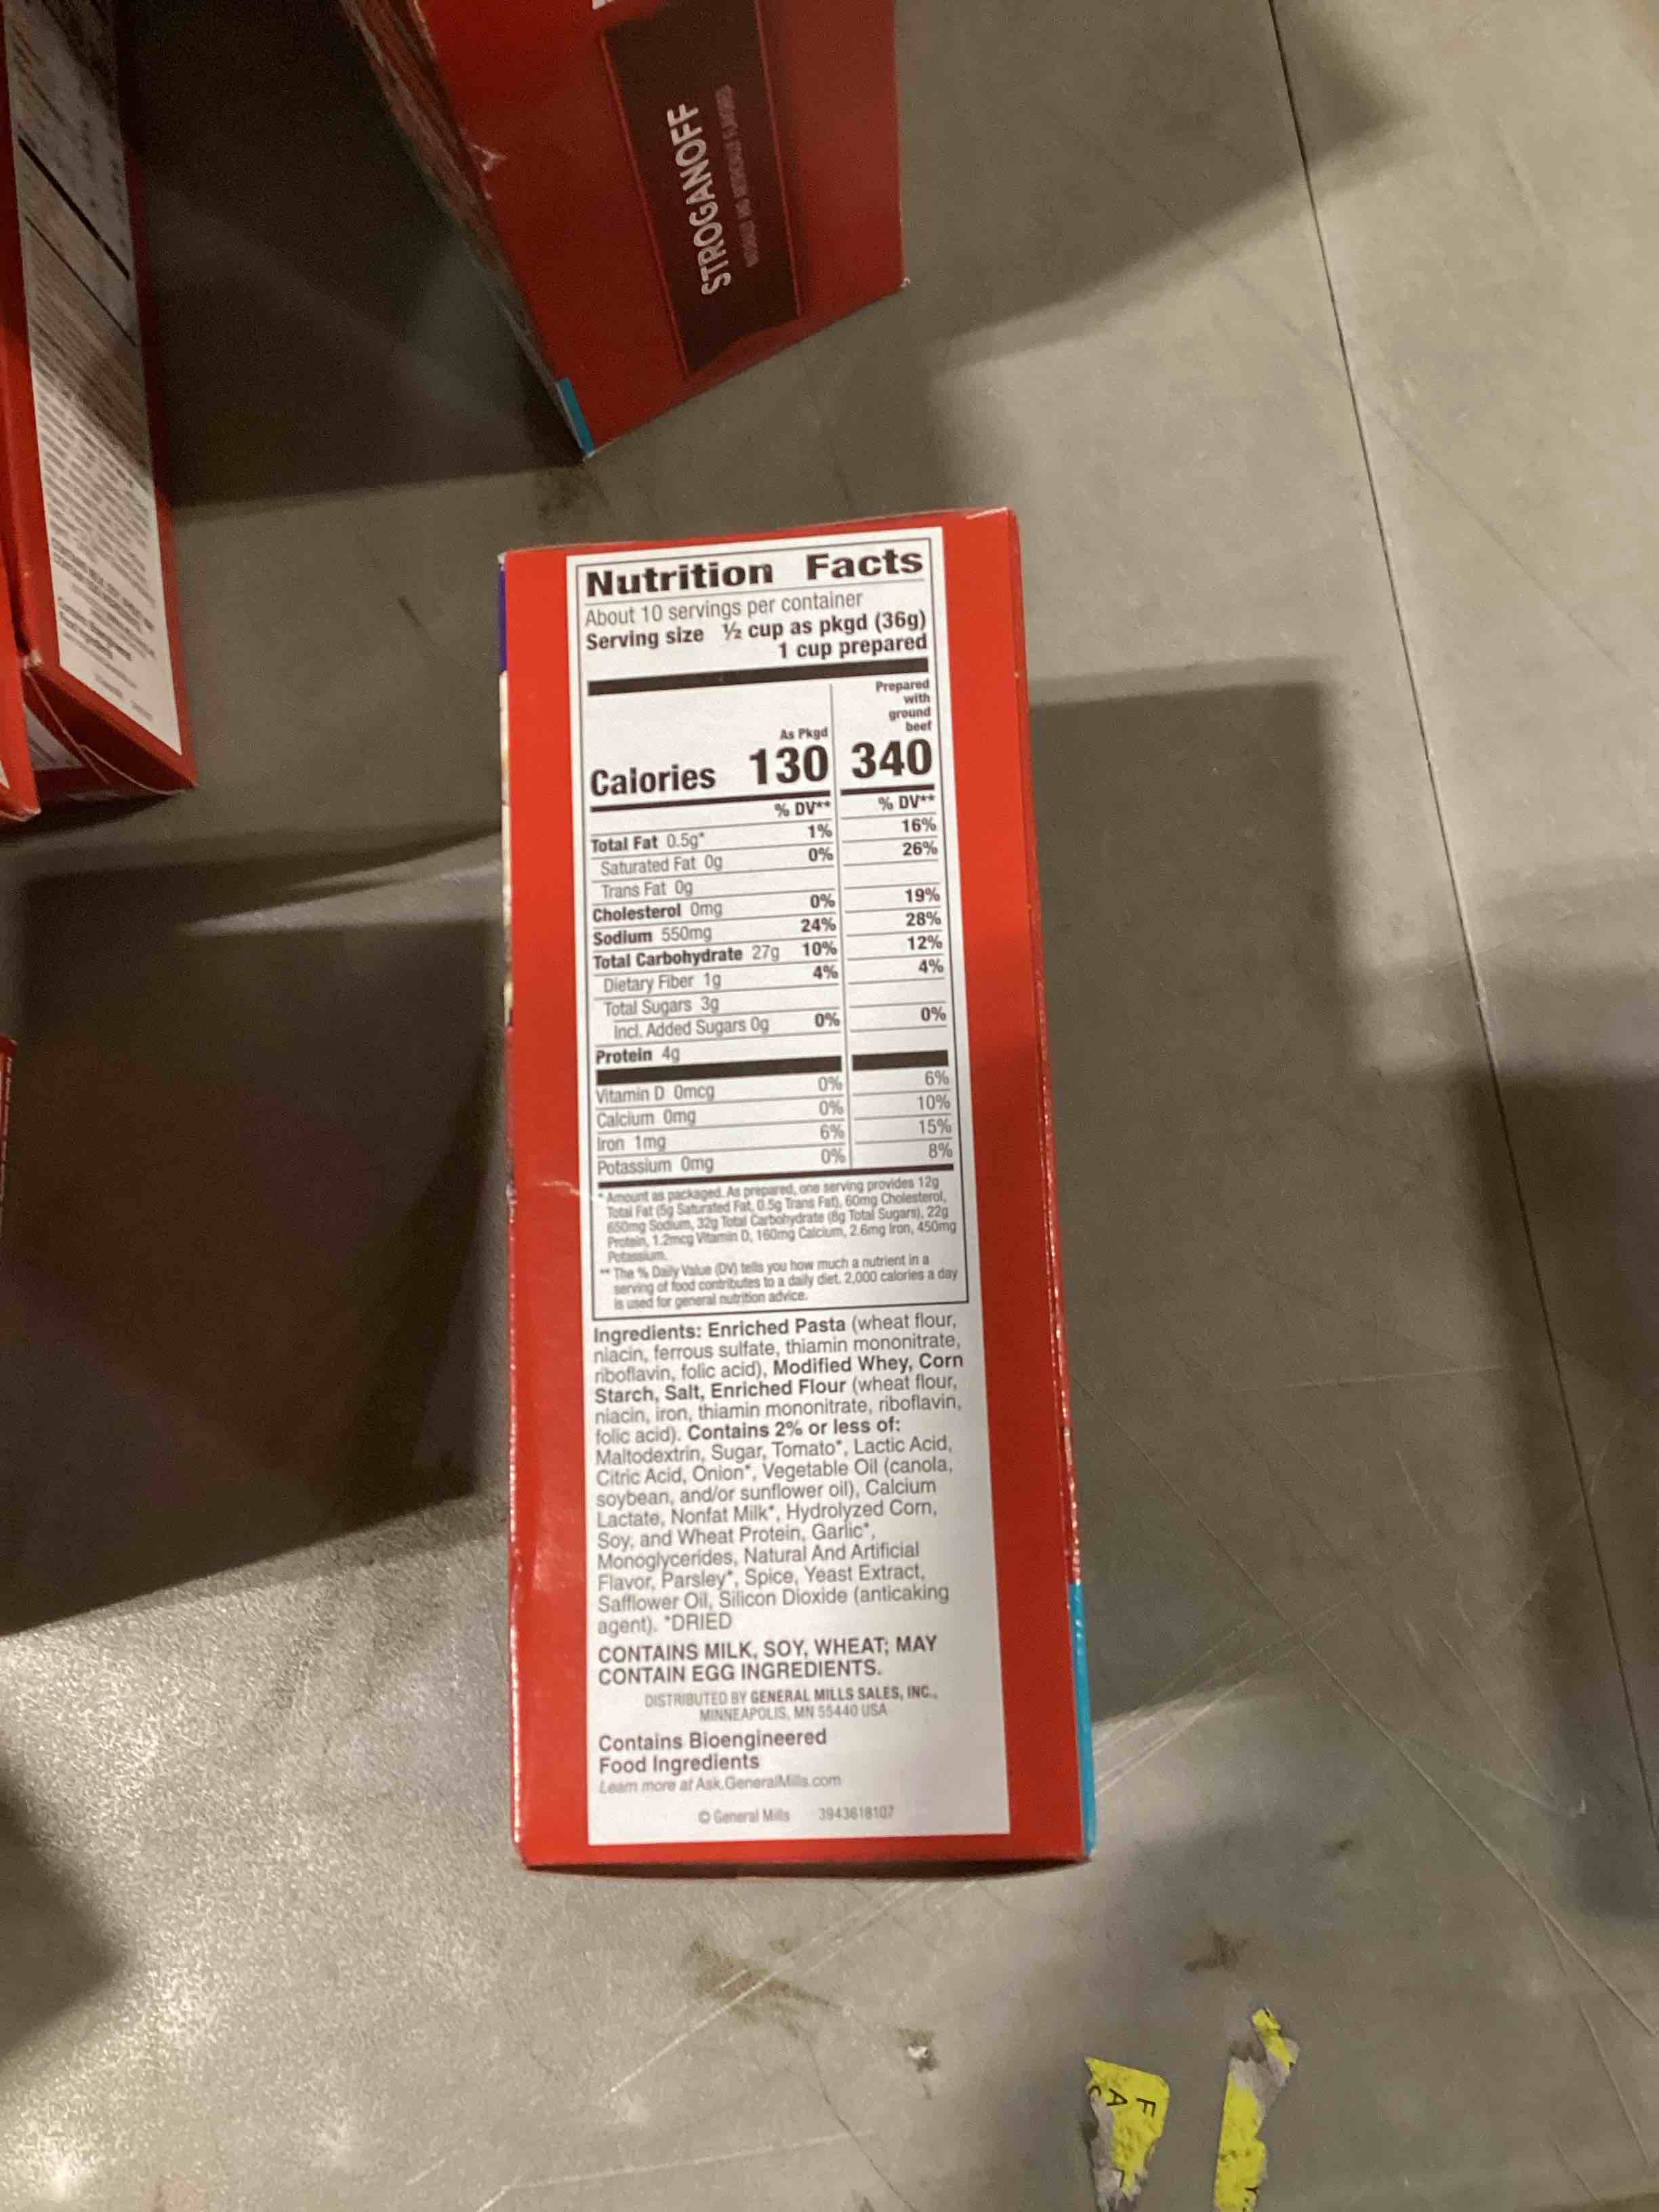 STROGANOFF
Nutrition Facts
About 10 servings per container
Serving size ½ cup as pkgd (36g)
1 cup prepared
Prepared
with
ground
beef
As Pkgd
Calories 130 340
% DV** % DV**
Total Fat 0.5g* 1% 16%
Saturated Fat 0g 0% 26%
Trans Fat 0g
Cholesterol 0mg 0% 19%
Sodium 550mg 24% 28%
Total Carbohydrate 27g 10% 12%
Dietary Fiber 1g 4% 4%
Total Sugars 3g
Incl. Added Sugars 0g 0% 0%
Protein 4g
Vitamin D 0mcg 0% 6%
Calcium 0mg 0% 10%
Iron 1mg 6% 15%
Potassium 0mg 0% 8%
* Amount as packaged. As prepared, one serving provides 12g
Total Fat (5g Saturated Fat, 0.5g Trans Fat), 60mg Cholesterol,
650mg Sodium, 32g Total Carbohydrate (8g Total Sugars), 22g
Protein, 1.2mcg Vitamin D, 160mg Calcium, 2.6mg Iron, 450mg
Potassium.
** The % Daily Value (DV) tells you how much a nutrient in a
serving of food contributes to a daily diet. 2,000 calories a day
is used for general nutrition advice.
Ingredients: Enriched Pasta (wheat flour,
niacin, ferrous sulfate, thiamin mononitrate,
riboflavin, folic acid), Modified Whey, Corn
Starch, Salt, Enriched Flour (wheat flour,
niacin, iron, thiamin mononitrate, riboflavin,
folic acid). Contains 2% or less of:
Maltodextrin, Sugar, Tomato*, Lactic Acid,
Citric Acid, Onion*, Vegetable Oil (canola,
soybean, and/or sunflower oil), Calcium
Lactate, Nonfat Milk*, Hydrolyzed Corn,
Soy, and Wheat Protein, Garlic*,
Monoglycerides, Natural And Artificial
Flavor, Parsley*, Spice, Yeast Extract,
Safflower Oil, Silicon Dioxide (anticaking
agent). *DRIED
CONTAINS MILK, SOY, WHEAT; MAY
CONTAIN EGG INGREDIENTS.
DISTRIBUTED BY GENERAL MILLS SALES, INC.,
MINNEAPOLIS, MN 55440 USA
Contains Bioengineered
Food Ingredients
Learn more at Ask.GeneralMills.com
© General Mills 3943618107